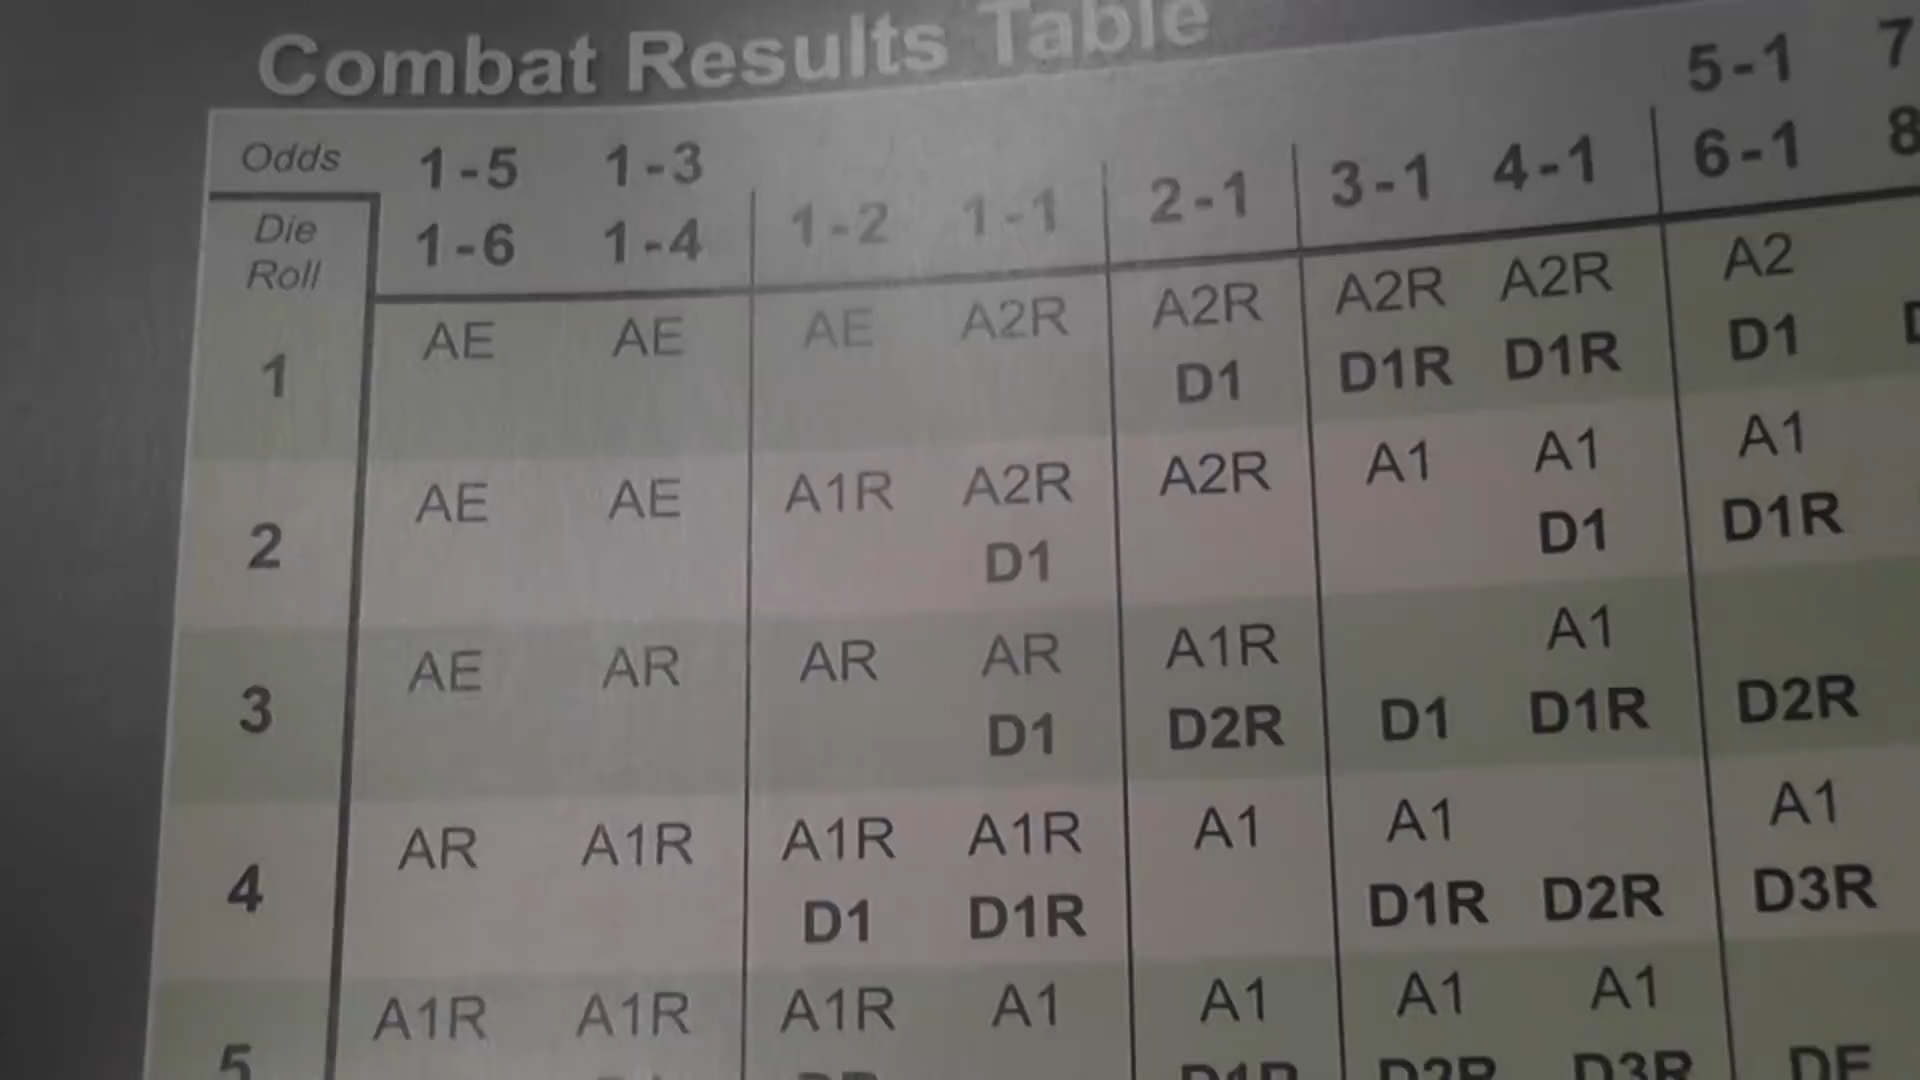 Combat Results Table
Odds 1-5 1-3 5-1 7
1-6 1-4 1-2 1-1 2-1 3-1 4-1 6-1 8
Die
Roll
1 AE AE AE A2R A2R A2R A2R A2
D1 D1R D1R D1
2 AE AE A1R A2R A2R A1 A1 A1
D1 D1 D1R
3 AE AR AR AR A1R A1
D1 D2R D1 D1R D2R
4 AR A1R A1R A1R A1 A1 A1
D1 D1R D1R D2R D3R
5 A1R A1R A1R A1 A1 A1 A1
D1R D2R D3R DE